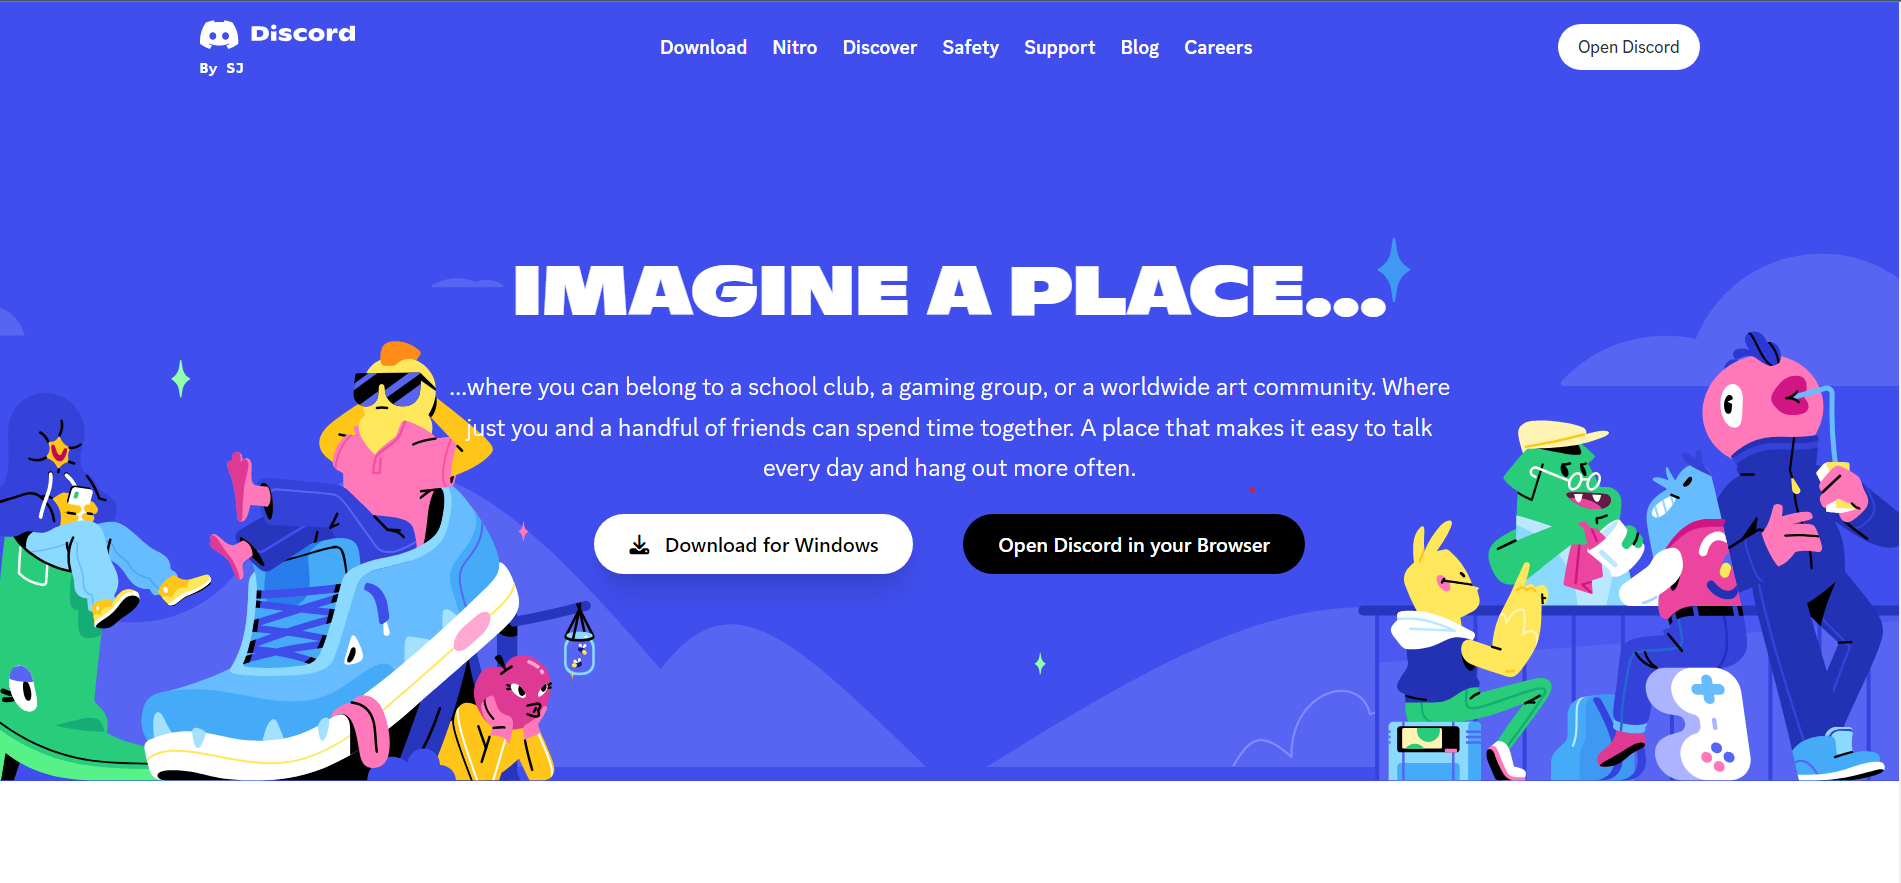 Discord
By SJ
Download Nitro Discover Safety Support Blog Careers
Open Discord
IMAGINE A PLACE...
...where you can belong to a school club, a gaming group, or a worldwide art community. Where
just you and a handful of friends can spend time together. A place that makes it easy to talk
every day and hang out more often.
Download for Windows
Open Discord in your Browser